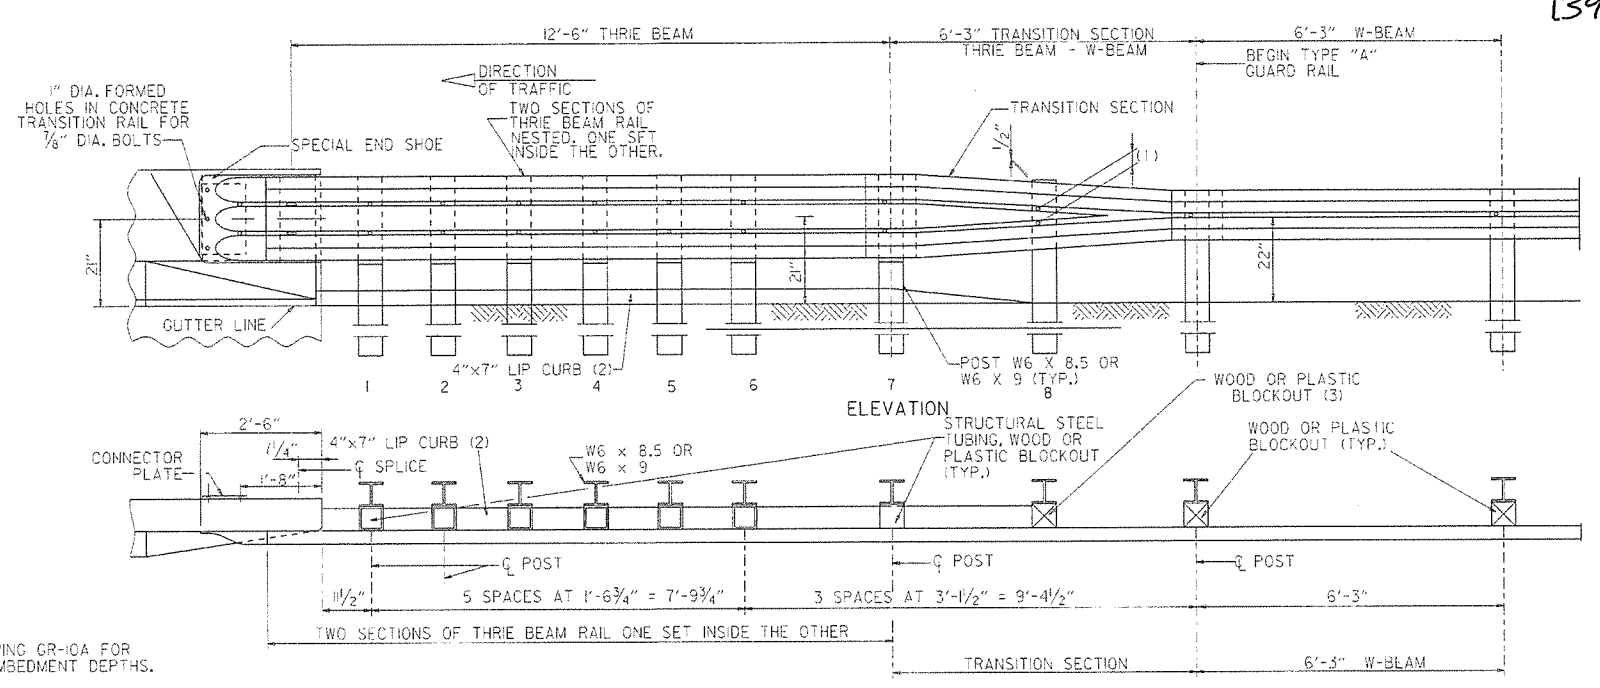 12'-6" THRIE BEAM
6'-3" TRANSITION SECTION
THRIE BEAM - W-BEAM
6'-3" W-BEAM
BEGIN TYPE "A"
GUARD RAIL
DIRECTION
OF TRAFFIC
1" DIA. FORMED
HOLES IN CONCRETE
TRANSITION RAIL FOR
7/8" DIA. BOLTS
SPECIAL END SHOE
TWO SECTIONS OF
THRIE BEAM RAIL
NESTED. ONE SET
INSIDE THE OTHER.
TRANSITION SECTION
1/2"
(1)
21"
21"
22"
GUTTER LINE
4"x7" LIP CURB (2)
POST W6 X 8.5 OR
W6 X 9 (TYP.)
1 2 3 4 5 6 7 8
ELEVATION
WOOD OR PLASTIC
BLOCKOUT (3)
2'-6"
4"x7" LIP CURB (2)
CONNECTOR
PLATE
℄ SPLICE
1'-8"
W6 x 8.5 OR
W6 x 9
STRUCTURAL STEEL
TUBING, WOOD OR
PLASTIC BLOCKOUT
(TYP.)
WOOD OR PLASTIC
BLOCKOUT (TYP.)
℄ POST
℄ POST
℄ POST
11 1/2"
5 SPACES AT 1'-6 3/4" = 7'-9 3/4"
3 SPACES AT 3'-1 1/2" = 9'-4 1/2"
6'-3"
TWO SECTIONS OF THRIE BEAM RAIL ONE SET INSIDE THE OTHER
GR-10A FOR
DEPTHS.
TRANSITION SECTION
6'-3" W-BEAM